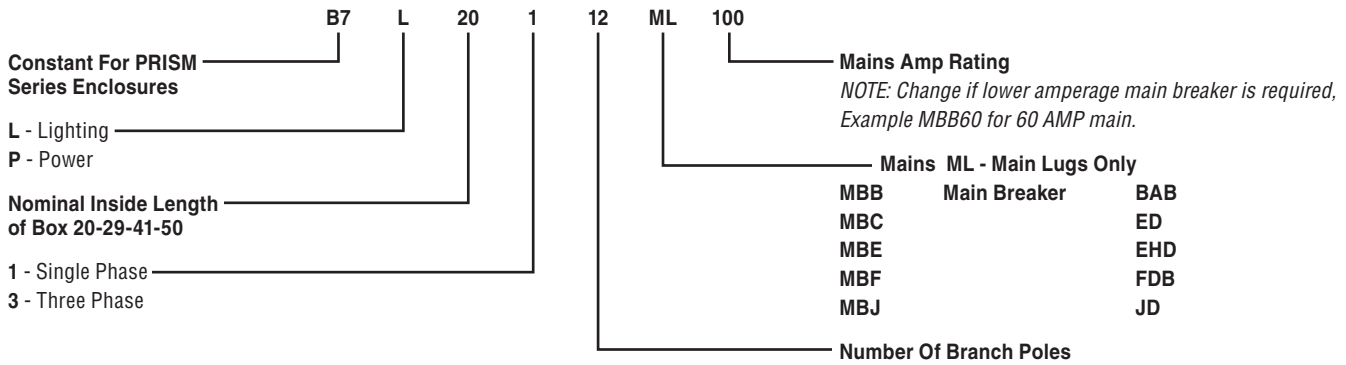 B7 L 20 1 12 ML 100
Constant For PRISM
Series Enclosures
L - Lighting
P - Power
Nominal Inside Length
of Box 20-29-41-50
1 - Single Phase
3 - Three Phase
Mains Amp Rating
NOTE: Change if lower amperage main breaker is required,
Example MBB60 for 60 AMP main.
Mains ML - Main Lugs Only
MBB Main Breaker BAB
MBC ED
MBE EHD
MBF FDB
MBJ JD
Number Of Branch Poles